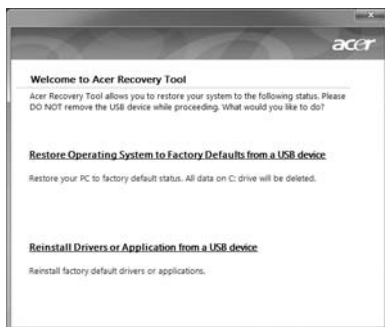 acer
Welcome to Acer Recovery Tool
Acer Recovery Tool allows you to restore your system to the following status. Please
DO NOT remove the USB device while proceeding. What would you like to do?
Restore Operating System to Factory Defaults from a USB device
Restore your PC to factory default status. All data on C: drive will be deleted.
Reinstall Drivers or Application from a USB device
Reinstall factory default drivers or applications.